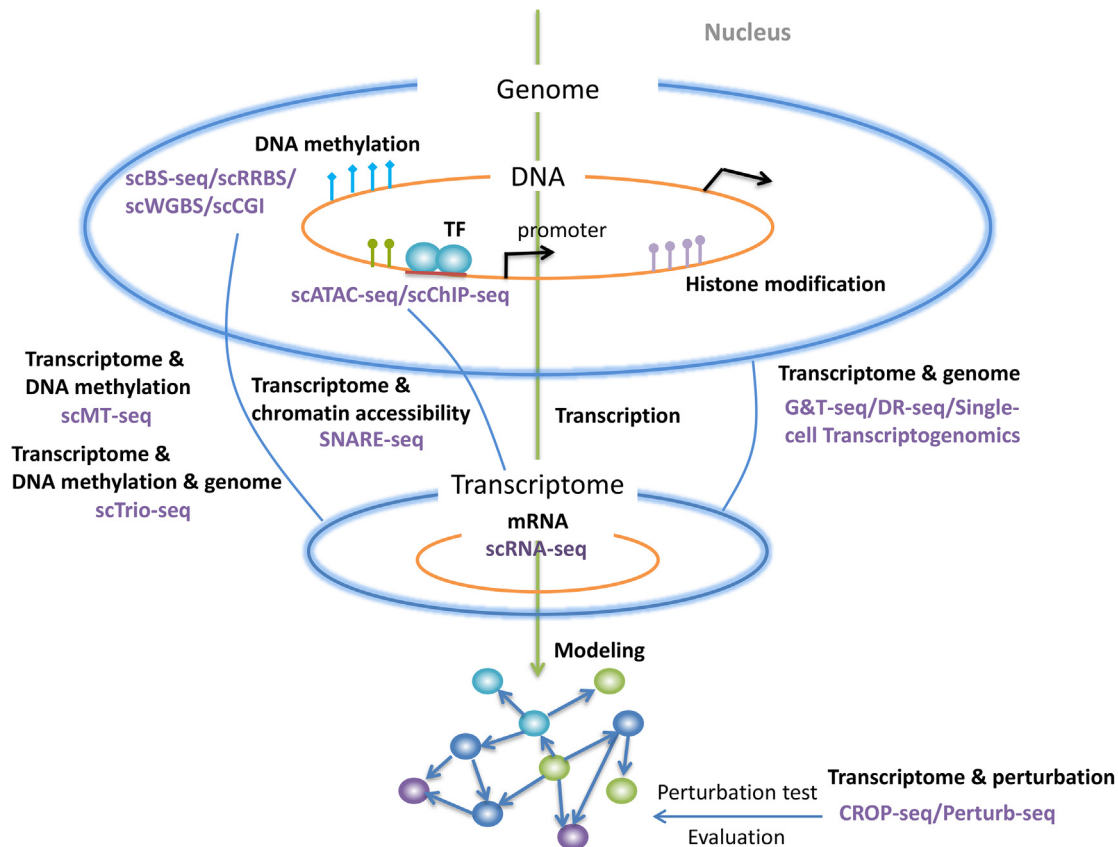 Nucleus
Genome
DNA methylation
scBS-seq/scRRBS/
scWGBS/scCGI
DNA
TF
promoter
Histone modification
scATAC-seq/scChIP-seq
Transcriptome &
DNA methylation
scMT-seq
Transcriptome &
chromatin accessibility
SNARE-seq
Transcription
Transcriptome & genome
G&T-seq/DR-seq/Single-
cell Transcriptogenomics
Transcriptome &
DNA methylation & genome
scTrio-seq
Transcriptome
mRNA
scRNA-seq
Modeling
Perturbation test
Evaluation
Transcriptome & perturbation
CROP-seq/Perturb-seq